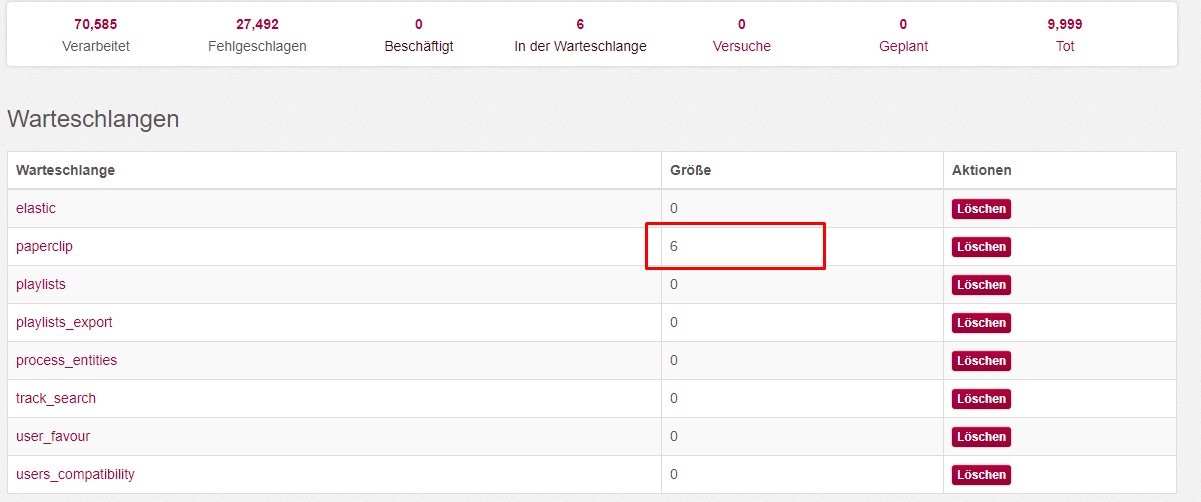 70,585 27,492 0 6 0 0 9,999
Verarbeitet Fehlgeschlagen Beschäftigt In der Warteschlange Versuche Geplant Tot
Warteschlangen
Warteschlange Größe Aktionen
elastic 0 Löschen
paperclip 6 Löschen
playlists 0 Löschen
playlists_export 0 Löschen
process_entities 0 Löschen
track_search 0 Löschen
user_favour 0 Löschen
users_compatibility 0 Löschen